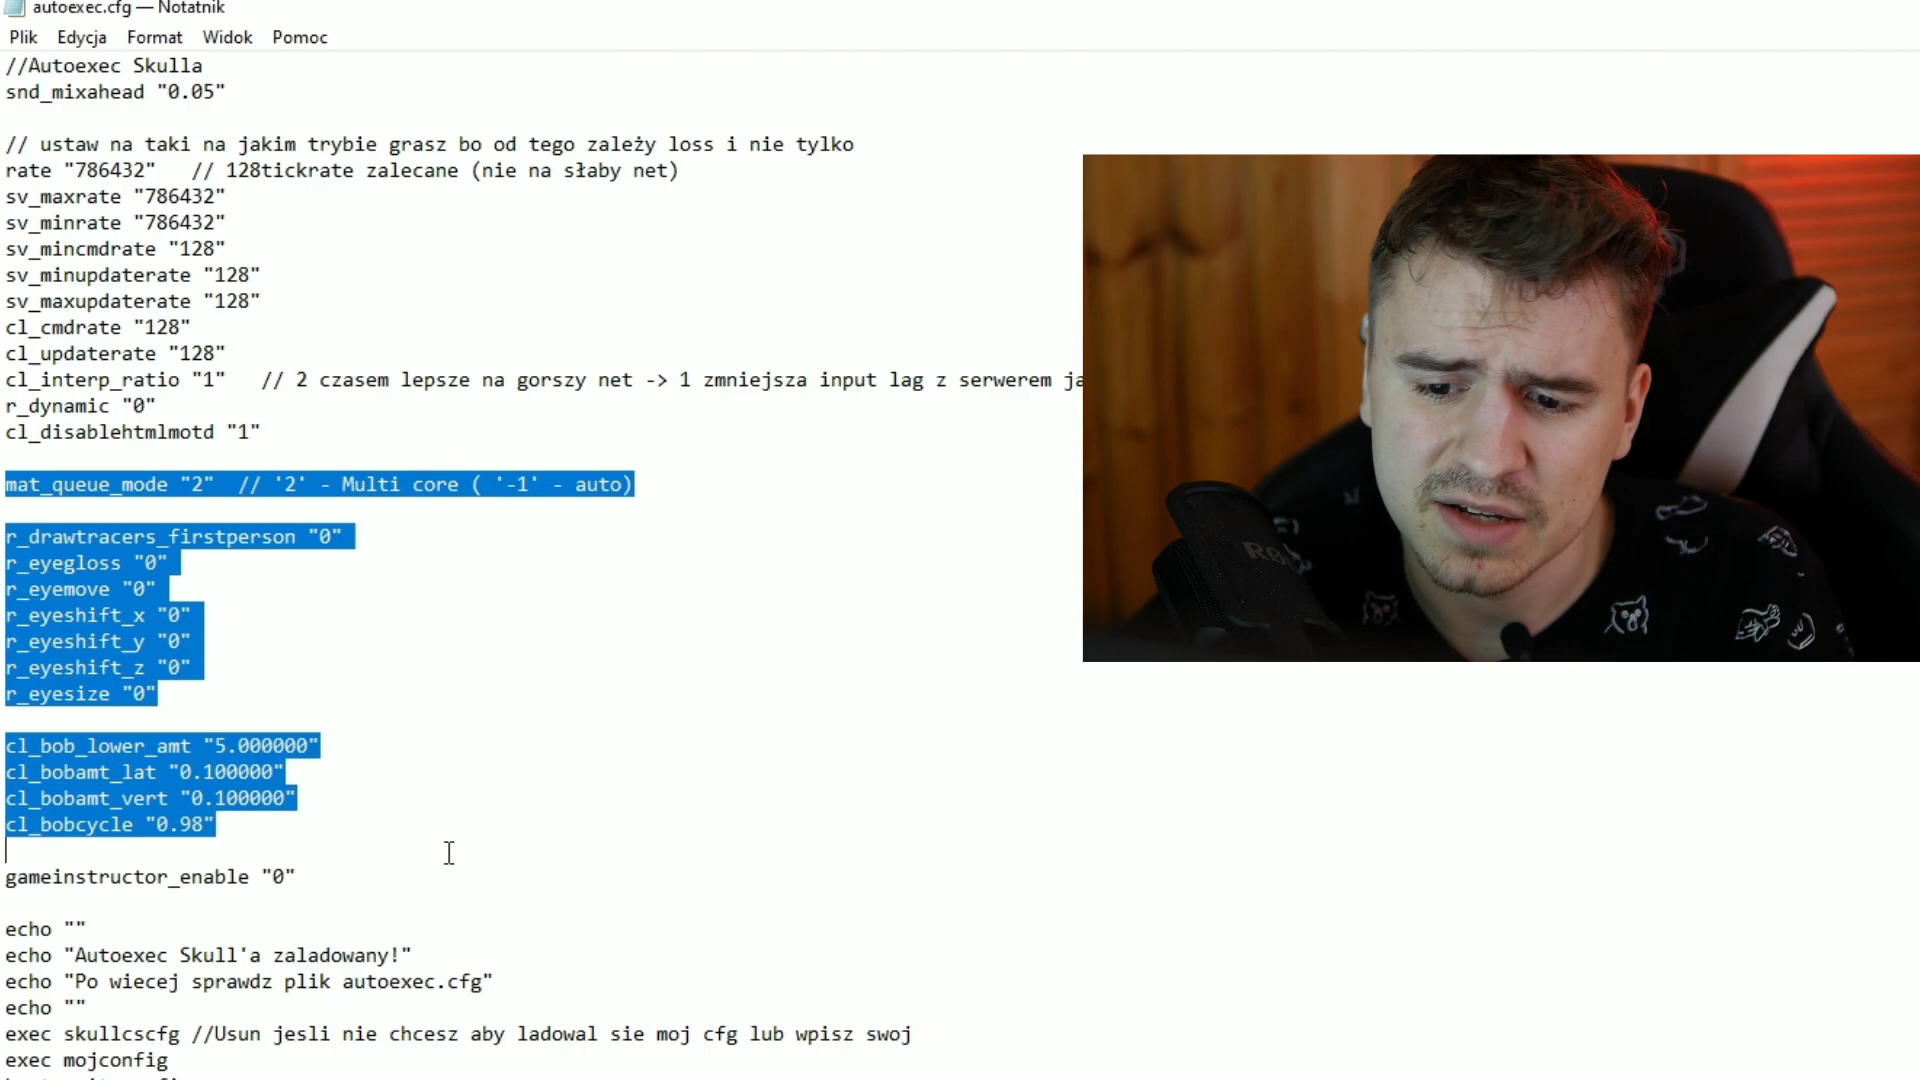 autoexec.cfg — Notatnik
Plik Edycja Format Widok Pomoc
//Autoexec Skulla
snd_mixahead "0.05"
// ustaw na taki na jakim trybie grasz bo od tego zależy loss i nie tylko
rate "786432" // 128tickrate zalecane (nie na słaby net)
sv_maxrate "786432"
sv_minrate "786432"
sv_mincmdrate "128"
sv_minupdaterate "128"
sv_maxupdaterate "128"
cl_cmdrate "128"
cl_updaterate "128"
cl_interp_ratio "1" // 2 czasem lepsze na gorszy net -> 1 zmniejsza input lag z serwerem
r_dynamic "0"
cl_disablehtmlmotd "1"
mat_queue_mode "2" // '2' - Multi core ( '-1' - auto)
r_drawtracers_firstperson "0"
r_eyegloss "0"
r_eyemove "0"
r_eyeshift_x "0"
r_eyeshift_y "0"
r_eyeshift_z "0"
r_eyesize "0"
cl_bob_lower_amt "5.000000"
cl_bobamt_lat "0.100000"
cl_bobamt_vert "0.100000"
cl_bobcycle "0.98"
gameinstructor_enable "0"
echo ""
echo "Autoexec Skull'a zaladowany!"
echo "Po wiecej sprawdz plik autoexec.cfg"
echo ""
exec skullcscfg //Usun jesli nie chcesz aby ladowal sie moj cfg lub wpisz swoj
exec mojconfig